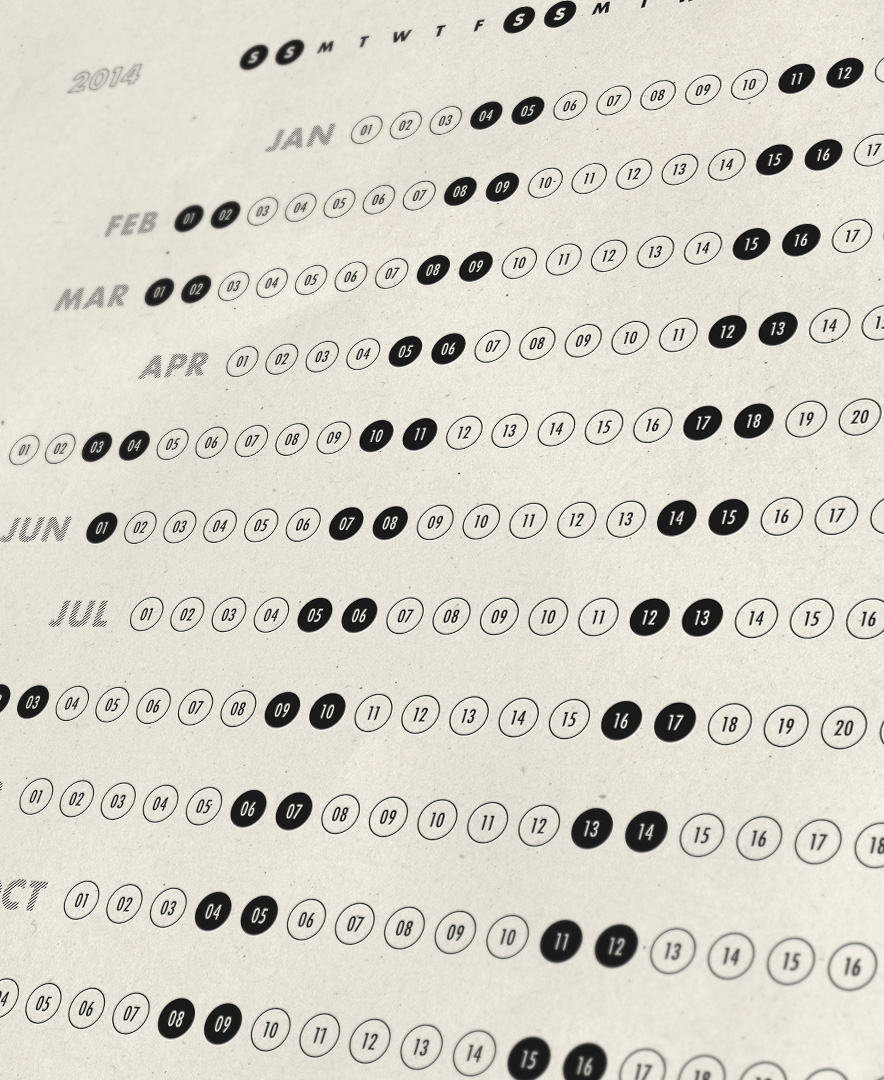 S S M T W T F S S M T
2014
JAN 01 02 03 04 05 06 07 08 09 10 11 12
FEB 01 02 03 04 05 06 07 08 09 10 11 12 13 14 15 16 17
MAR 01 02 03 04 05 06 07 08 09 10 11 12 13 14 15 16 17
APR 01 02 03 04 05 06 07 08 09 10 11 12 13 14
01 02 03 04 05 06 07 08 09 10 11 12 13 14 15 16 17 18 19 20
JUN 01 02 03 04 05 06 07 08 09 10 11 12 13 14 15 16 17
JUL 01 02 03 04 05 06 07 08 09 10 11 12 13 14 15 16
03 04 05 06 07 08 09 10 11 12 13 14 15 16 17 18 19 20
01 02 03 04 05 06 07 08 09 10 11 12 13 14 15 16 17 18
CT 01 02 03 04 05 06 07 08 09 10 11 12 13 14 15 16
04 05 06 07 08 09 10 11 12 13 14 15 16 17 18